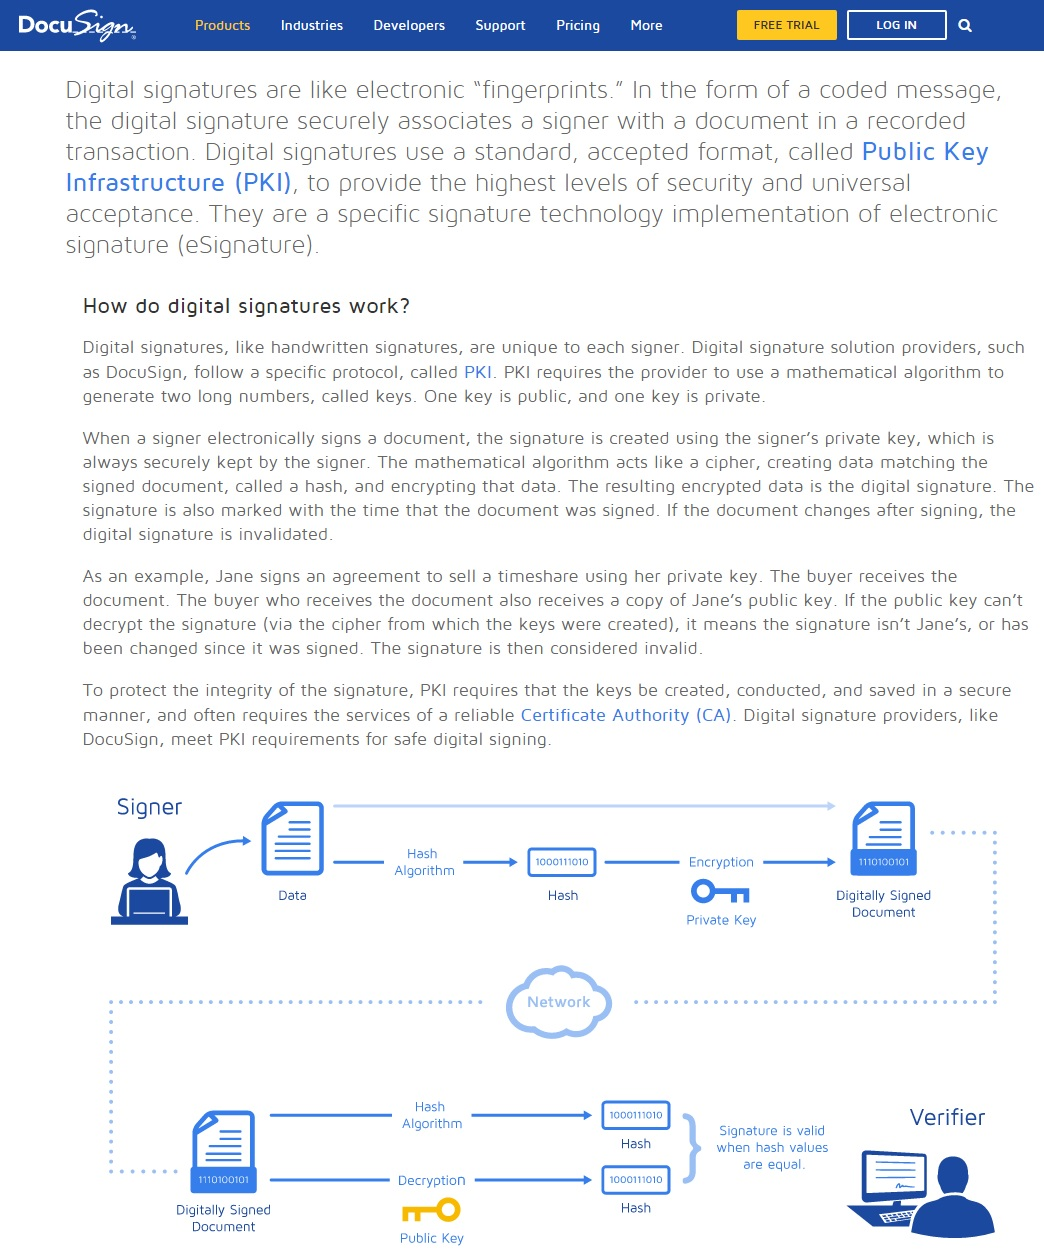 DocuSign
Products Industries Developers Support Pricing More FREE TRIAL LOG IN
Digital signatures are like electronic “fingerprints.” In the form of a coded message,
the digital signature securely associates a signer with a document in a recorded
transaction. Digital signatures use a standard, accepted format, called Public Key
Infrastructure (PKI), to provide the highest levels of security and universal
acceptance. They are a specific signature technology implementation of electronic
signature (eSignature).
How do digital signatures work?
Digital signatures, like handwritten signatures, are unique to each signer. Digital signature solution providers, such
as DocuSign, follow a specific protocol, called PKI. PKI requires the provider to use a mathematical algorithm to
generate two long numbers, called keys. One key is public, and one key is private.
When a signer electronically signs a document, the signature is created using the signer’s private key, which is
always securely kept by the signer. The mathematical algorithm acts like a cipher, creating data matching the
signed document, called a hash, and encrypting that data. The resulting encrypted data is the digital signature. The
signature is also marked with the time that the document was signed. If the document changes after signing, the
digital signature is invalidated.
As an example, Jane signs an agreement to sell a timeshare using her private key. The buyer receives the
document. The buyer who receives the document also receives a copy of Jane’s public key. If the public key can’t
decrypt the signature (via the cipher from which the keys were created), it means the signature isn’t Jane’s, or has
been changed since it was signed. The signature is then considered invalid.
To protect the integrity of the signature, PKI requires that the keys be created, conducted, and saved in a secure
manner, and often requires the services of a reliable Certificate Authority (CA). Digital signature providers, like
DocuSign, meet PKI requirements for safe digital signing.
Signer
Data
Hash
Algorithm
1000111010
Hash
Encryption
Private Key
1110100101
Digitally Signed
Document
Network
1110100101
Digitally Signed
Document
Hash
Algorithm
1000111010
Hash
Decryption
Public Key
1000111010
Hash
Signature is valid
when hash values
are equal.
Verifier